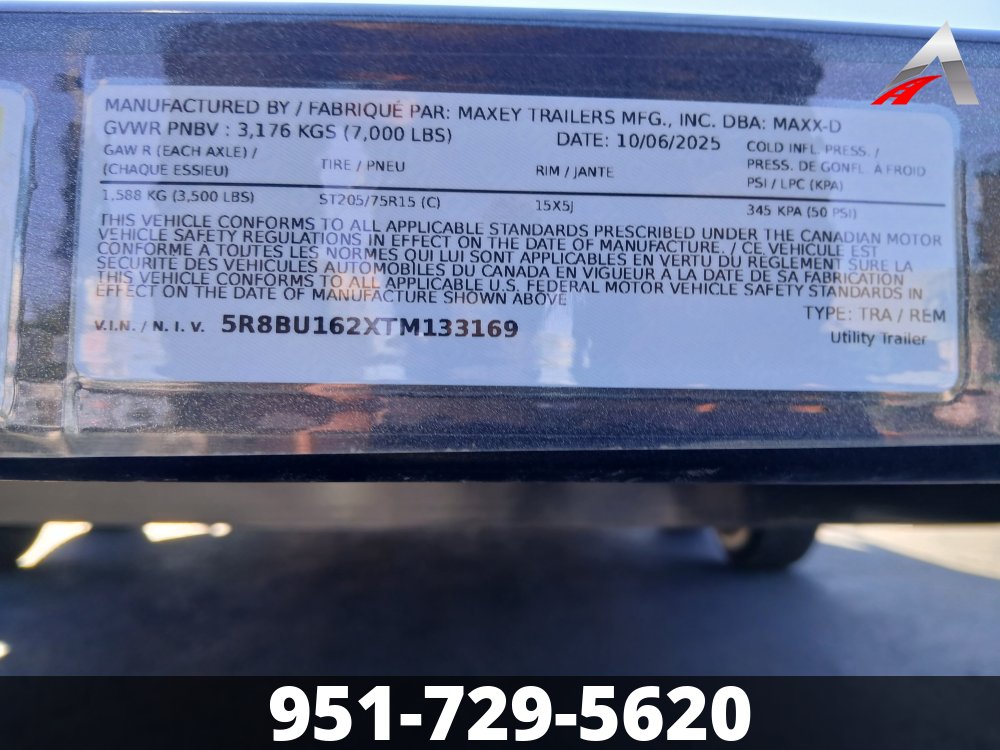 MANUFACTURED BY / FABRIQUÉ PAR: MAXEY TRAILERS MFG., INC. DBA: MAXX-D
GVWR PNBV : 3,176 KGS (7,000 LBS) DATE: 10/06/2025
GAW R (EACH AXLE) / (CHAQUE ESSIEU) TIRE / PNEU RIM / JANTE COLD INFL. PRESS. / PRESS. DE GONFL. A FROID PSI / LPC (KPA)
1,588 KG (3,500 LBS) ST205/75R15 (C) 15X5J 345 KPA (50 PSI)
THIS VEHICLE CONFORMS TO ALL APPLICABLE STANDARDS PRESCRIBED UNDER THE CANADIAN MOTOR
VEHICLE SAFETY REGULATIONS IN EFFECT ON THE DATE OF MANUFACTURE. / CE VEHICULE EST
CONFORME A TOUTES LES NORMES QUI LUI SONT APPLICABLES EN VERTU DU REGLEMENT SURE LA
SECURITE DES VEHICULES AUTOMOBILES DU CANADA EN VIGUEUR A LA DATE DE SA FABRICATION
THIS VEHICLE CONFORMS TO ALL APPLICABLE U.S. FEDERAL MOTOR VEHICLE SAFETY STANDARDS IN
EFFECT ON THE DATE OF MANUFACTURE SHOWN ABOVE
V.I.N. / N. I. V. 5R8BU162XTM133169 TYPE: TRA / REM
Utility Trailer
951-729-5620